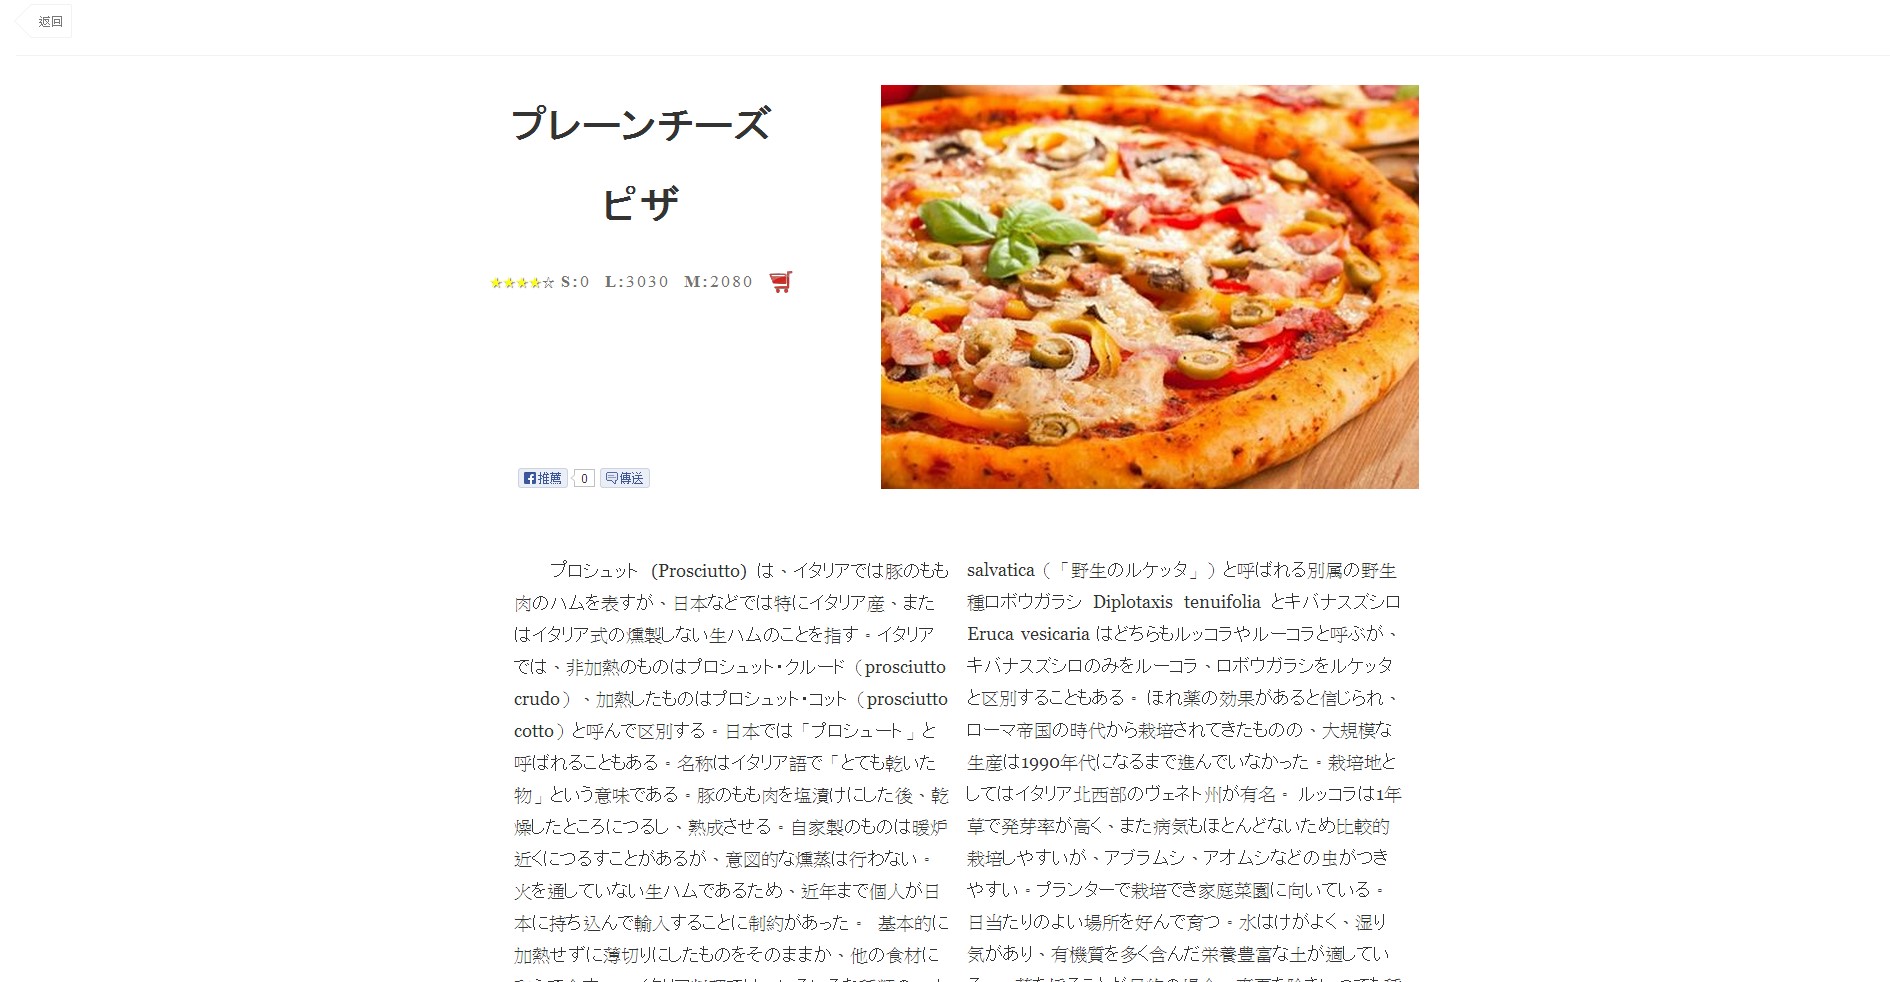 返回
プレーンチーズ
ピザ
★★★★☆ S:0 L:3030 M:2080
推薦 0 傳送
プロシュット (Prosciutto) は、イタリアでは豚のもも
肉のハムを表すが、日本などでは特にイタリア産、また
はイタリア式の燻製しない生ハムのことを指す。イタリア
では、非加熱のものはプロシュット・クルード（prosciutto
crudo）、加熱したものはプロシュット・コット（prosciutto
cotto）と呼んで区別する。日本では「プロシュート」と
呼ばれることもある。名称はイタリア語で「とても乾いた
物」という意味である。豚のもも肉を塩漬けにした後、乾
燥したところにつるし、熟成させる。自家製のものは暖炉
近くにつるすことがあるが、意図的な燻蒸は行わない。
火を通していない生ハムであるため、近年まで個人が日
本に持ち込んで輸入することに制約があった。 基本的に
加熱せずに薄切りにしたものをそのままか、他の食材に
salvatica（「野生のルケッタ」）と呼ばれる別属の野生
種ロボウガラシ Diplotaxis tenuifolia とキバナスズシロ
Eruca vesicaria はどちらもルッコラやルーコラと呼ぶが、
キバナスズシロのみをルーコラ、ロボウガラシをルケッタ
と区別することもある。 ほれ薬の効果があると信じられ、
ローマ帝国の時代から栽培されてきたものの、大規模な
生産は1990年代になるまで進んでいなかった。栽培地と
してはイタリア北西部のヴェネト州が有名。 ルッコラは1年
草で発芽率が高く、また病気もほとんどないため比較的
栽培しやすいが、アブラムシ、アオムシなどの虫がつき
やすい。プランターで栽培でき家庭菜園に向いている。
日当たりのよい場所を好んで育つ。水はけがよく、湿り
気があり、有機質を多く含んだ栄養豊富な土が適してい